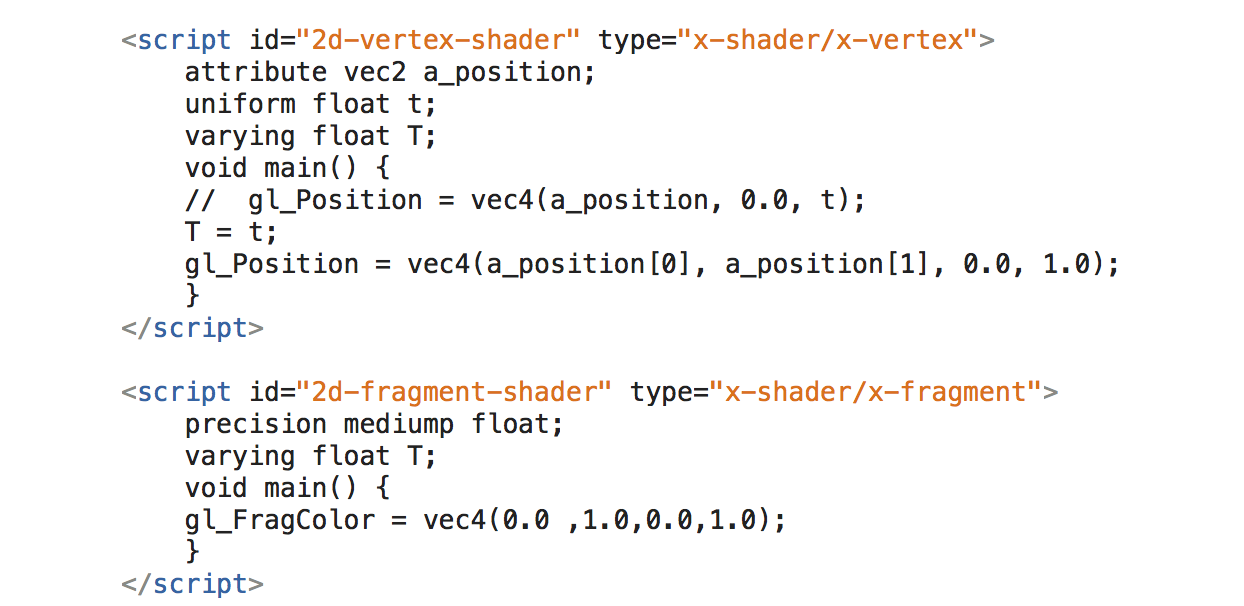 <script id="2d-vertex-shader" type="x-shader/x-vertex">
attribute vec2 a_position;
uniform float t;
varying float T;
void main() {
//  gl_Position = vec4(a_position, 0.0, t);
T = t;
gl_Position = vec4(a_position[0], a_position[1], 0.0, 1.0);
}
</script>
<script id="2d-fragment-shader" type="x-shader/x-fragment">
precision mediump float;
varying float T;
void main() {
gl_FragColor = vec4(0.0 ,1.0,0.0,1.0);
}
</script>